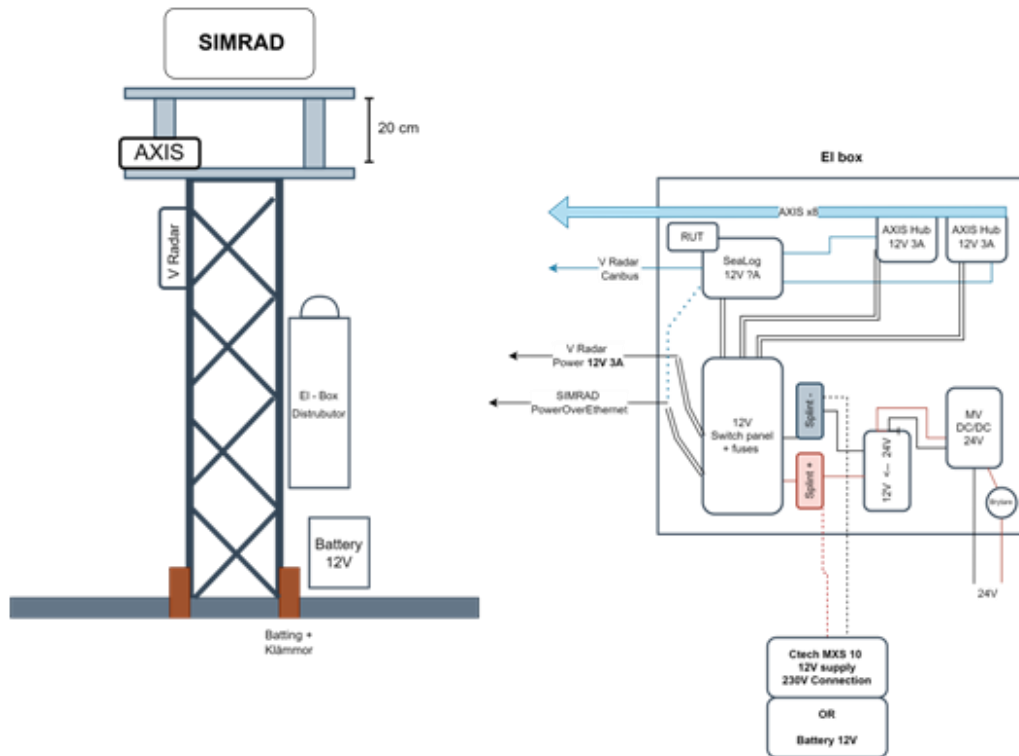 SIMRAD
20 cm
AXIS
V Radar
El - Box
Distrubutor
Battery
12V
Batting +
Klämmor
El box
AXIS x8
RUT
SeaLog
12V ?A
AXIS Hub
12V 3A
AXIS Hub
12V 3A
V Radar
Canbus
V Radar
Power 12V 3A
SIMRAD
PowerOverEthernet
12V
Switch panel
+ fuses
Splint -
Splint +
12V <-- 24V
MV
DC/DC
24V
Brytare
24V
Ctech MXS 10
12V supply
230V Connection
OR
Battery 12V